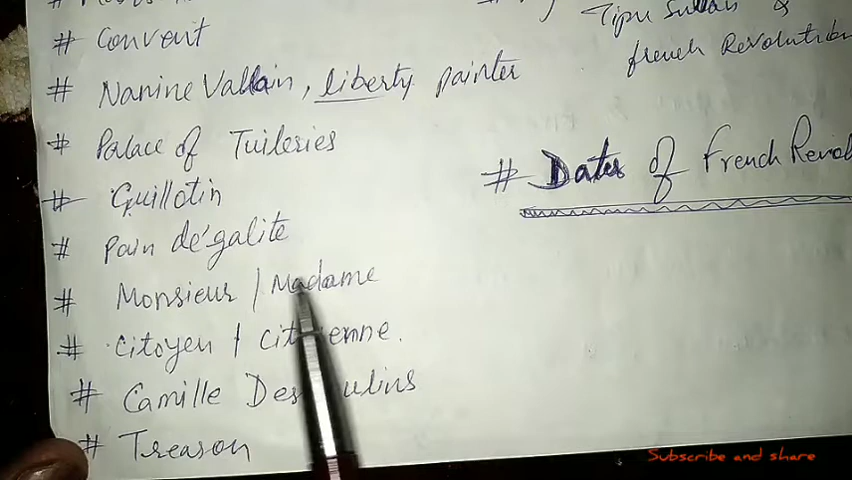 # Convent
# Nanine Vallain, liberty painter
# Palace of Tuileries
# Guillotin
# Pain de'galite
# Monsieur / Madame
# Citoyen / Citoyenne.
# Camille Desmoulins
# Treason
Tipu Sultan &
french Revolution
# Dates of French Revol
Subscribe and share